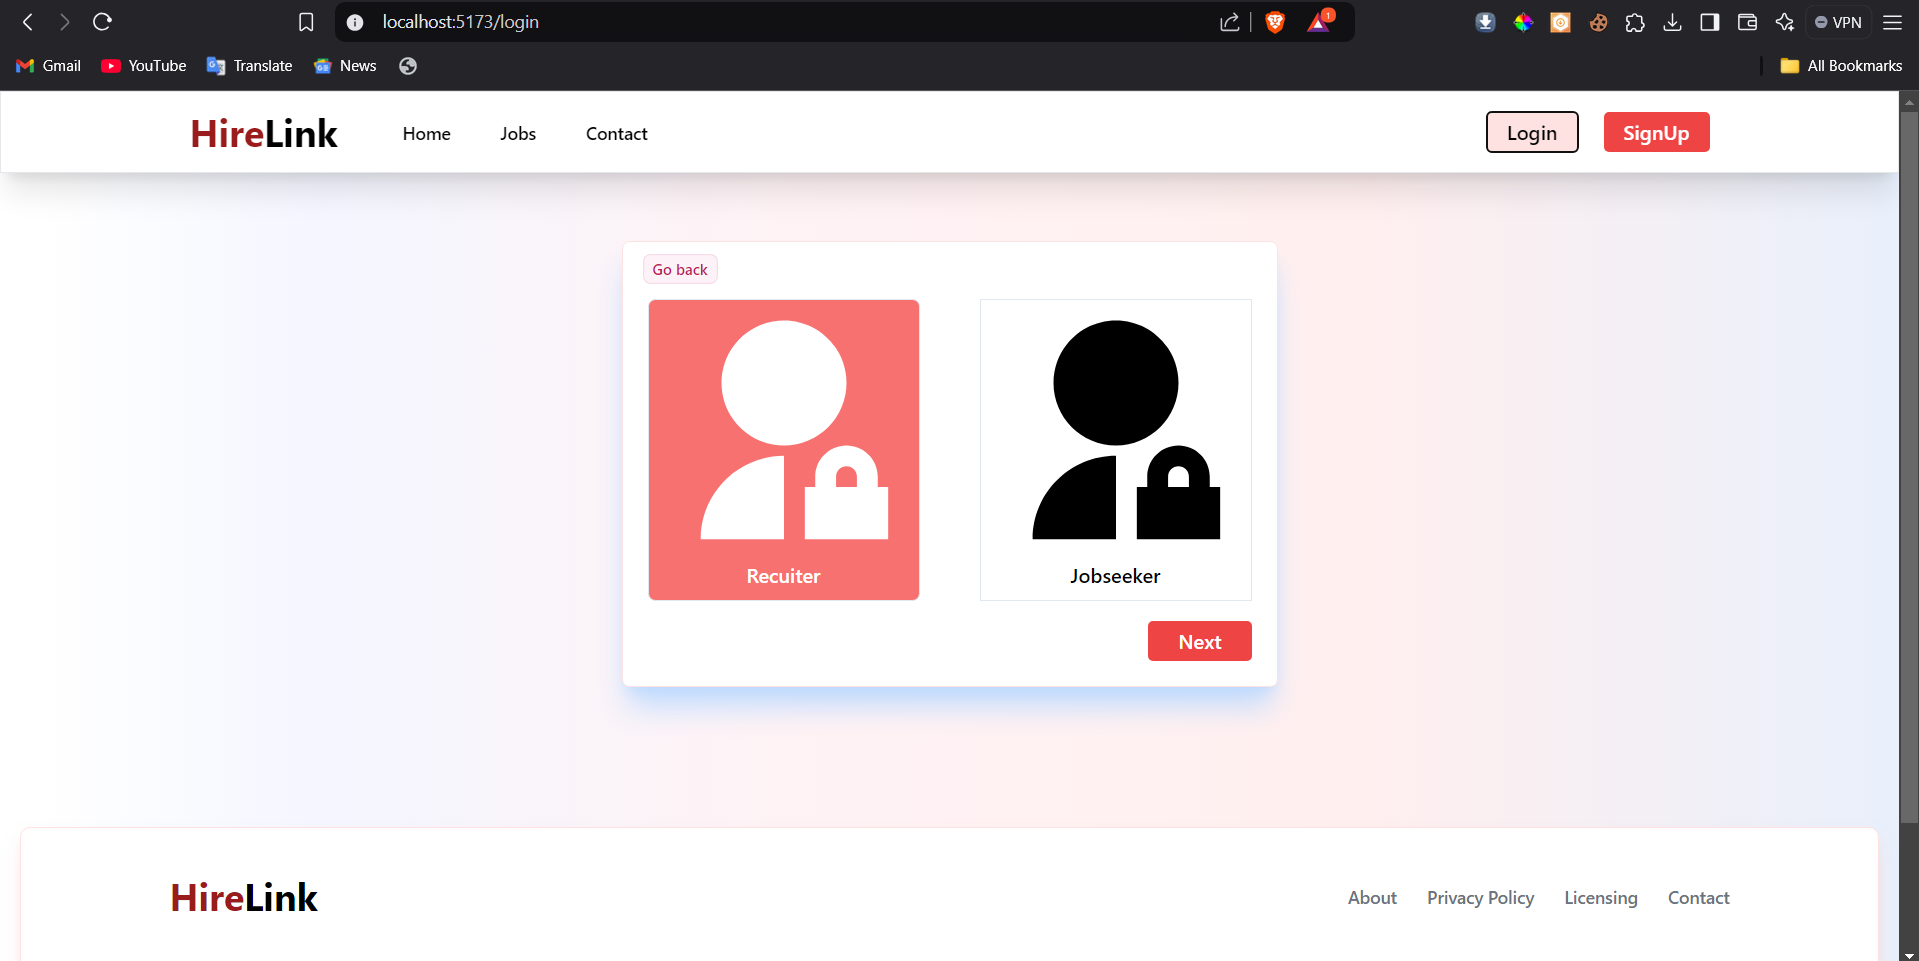 localhost:5173/login
1
VPN
Gmail YouTube Translate News All Bookmarks
HireLink Home Jobs Contact Login SignUp
Go back
Recuiter Jobseeker
Next
HireLink About Privacy Policy Licensing Contact